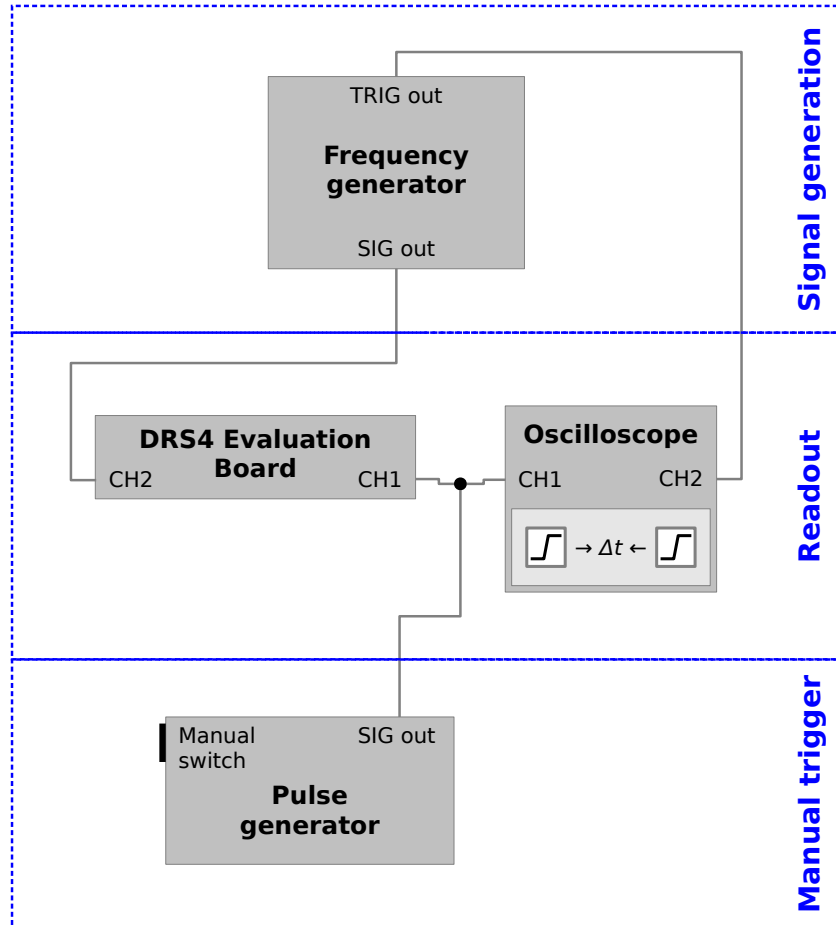 TRIG out
Frequency
generator
SIG out
Signal generation
DRS4 Evaluation
Board
CH2
CH1
Oscilloscope
CH1
CH2
→ Δt ←
Readout
Manual
switch
SIG out
Pulse
generator
Manual trigger